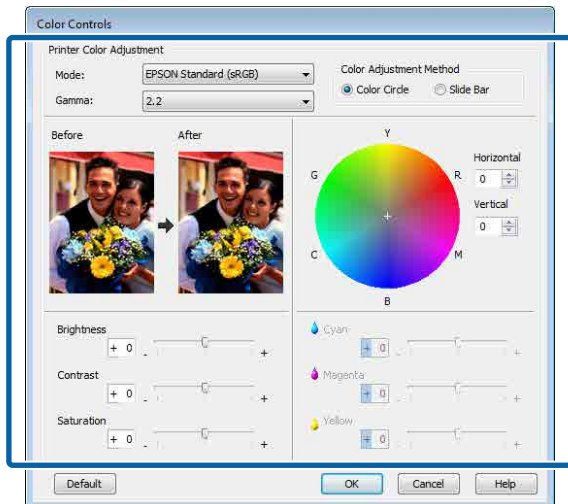 Color Controls
Printer Color Adjustment
Mode: EPSON Standard (sRGB)
Gamma: 2.2
Color Adjustment Method
Color Circle Slide Bar
Before After
Y
G R
C M
B
Horizontal
0
Vertical
0
Brightness
+ 0 - +
Contrast
+ 0 - +
Saturation
+ 0 - +
Cyan
+ 0 - +
Magenta
+ 0 - +
Yellow
+ 0 - +
Default OK Cancel Help